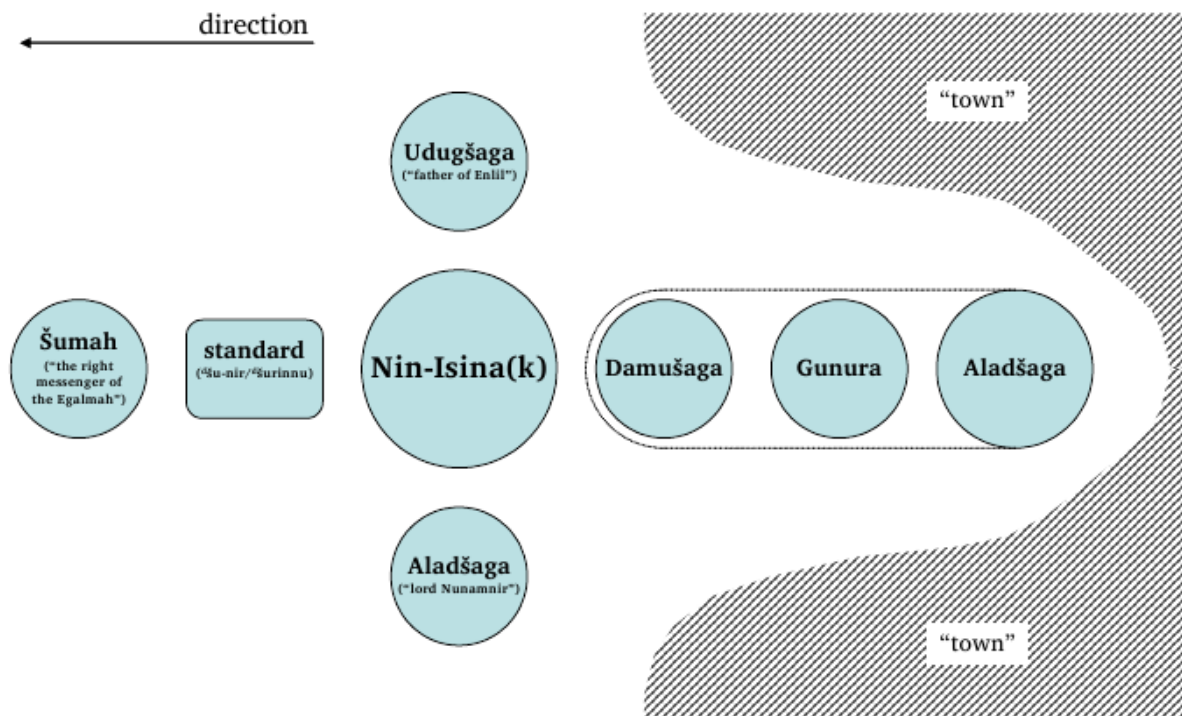 direction
“town”
Udugšaga
(“father of Enlil”)
Šumah
(“the right
messenger of
the Egalmah”)
standard
(ᵈšu-nir/ᵈšurinnu)
Nin-Isina(k)
Damušaga
Gunura
Aladšaga
Aladšaga
(“lord Nunamnir”)
“town”